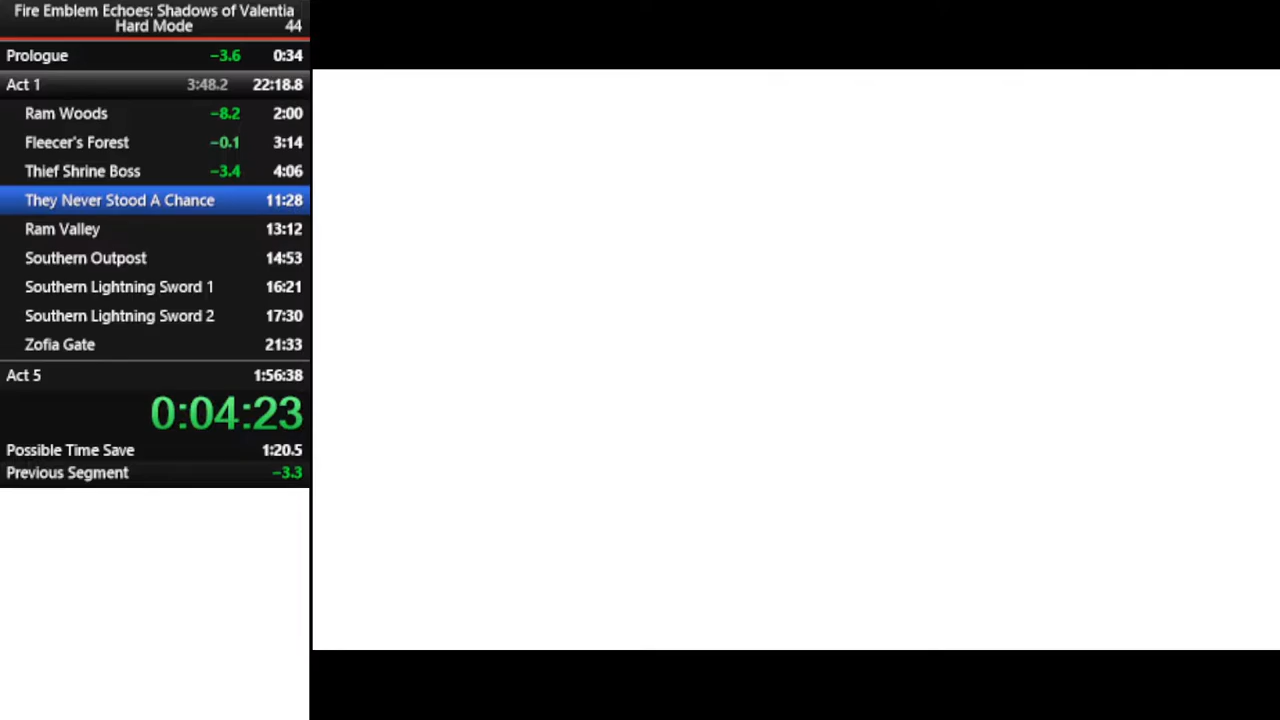 Fire Emblem Echoes: Shadows of Valentia
Hard Mode 44
Prologue −3.6 0:34
Act 1 3:48.2 22:18.8
Ram Woods −8.2 2:00
Fleecer's Forest −0.1 3:14
Thief Shrine Boss −3.4 4:06
They Never Stood A Chance 11:28
Ram Valley 13:12
Southern Outpost 14:53
Southern Lightning Sword 1 16:21
Southern Lightning Sword 2 17:30
Zofia Gate 21:33
Act 5 1:56:38
0:04:23
Possible Time Save 1:20.5
Previous Segment −3.3